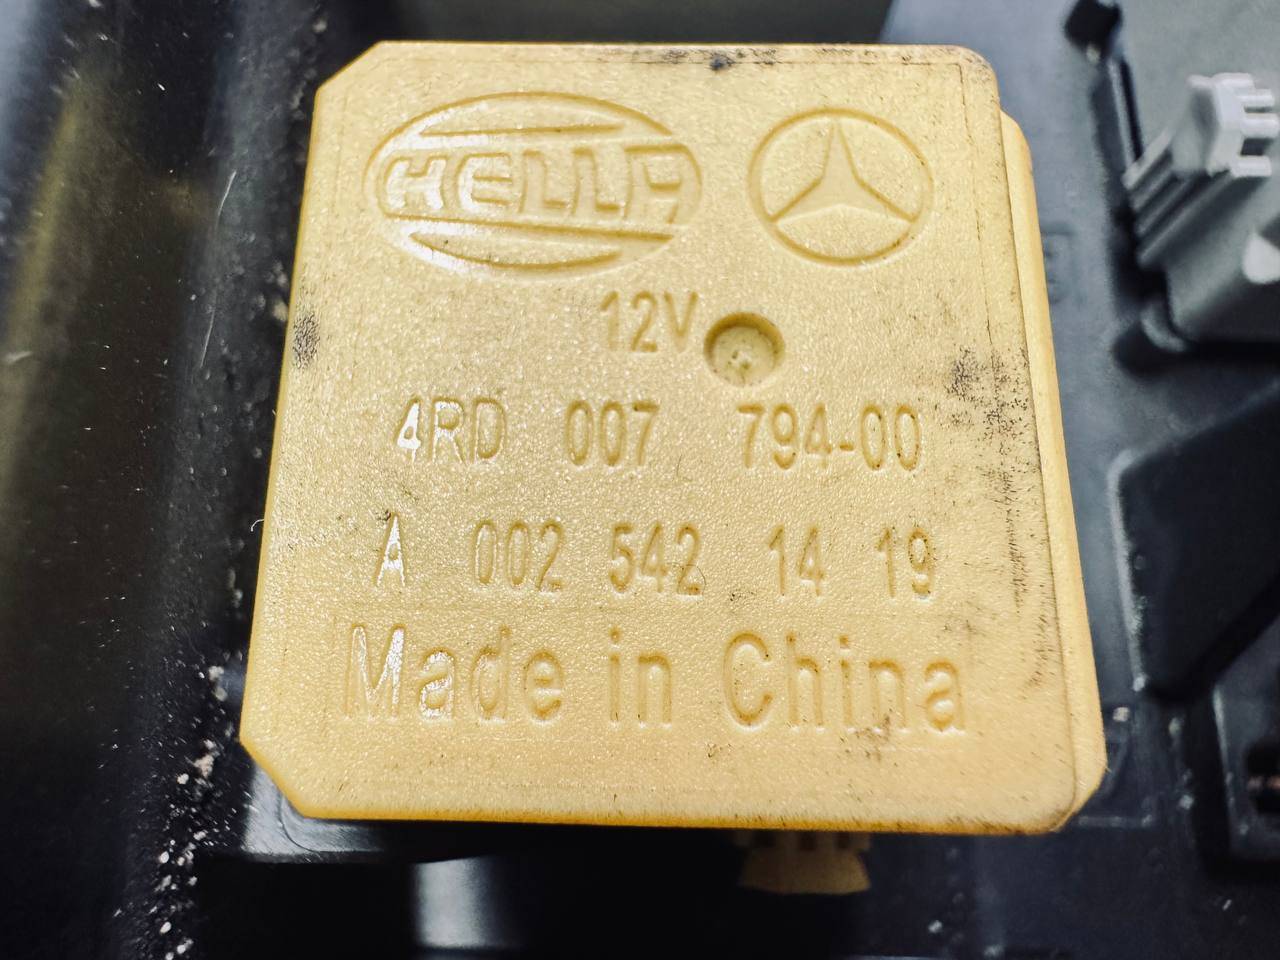 HELLA
12V
4RD 007 794-00
A 002 542 14 19
Made in China